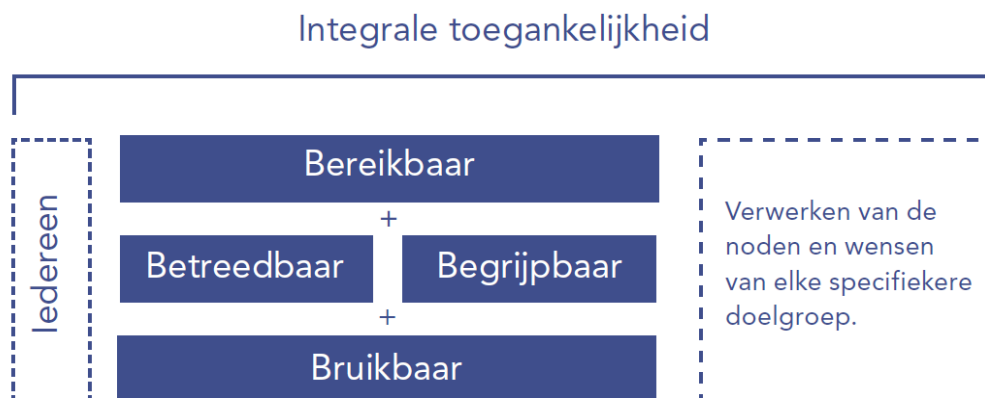 Integrale toegankelijkheid
Iedereen
Bereikbaar
+
Betreedbaar Begrijpbaar
+
Bruikbaar
Verwerken van de
noden en wensen
van elke specifiekere
doelgroep.